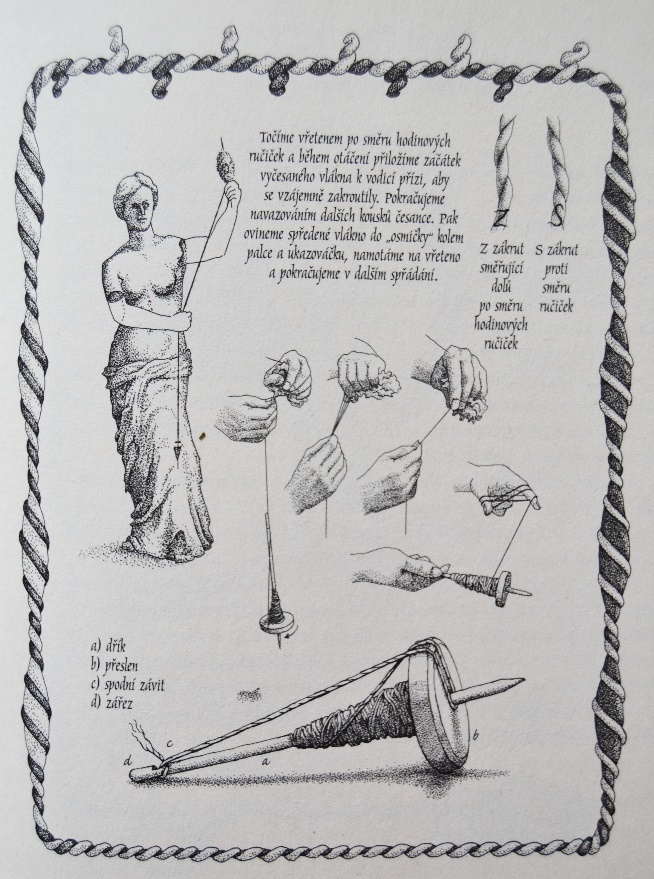 Točíme vřetenem po směru hodinových
ručiček a během otáčení přiložíme začátek
vyčesaného vlákna k vodicí přízi, aby
se vzájemně zakroutily. Pokračujeme
navazováním dalších kousků česance. Pak
ovineme spředené vlákno do „osmičky“ kolem
palce a ukazováčku, namotáme na vřeteno
a pokračujeme v dalším spřádání.
Z
S
Z zákrut
směřující
dolů
po směru
hodinových
ručiček
S zákrut
proti
směru
ručiček
a) dřík
b) přeslen
c) spodní závit
d) zářez
d
c
a
b